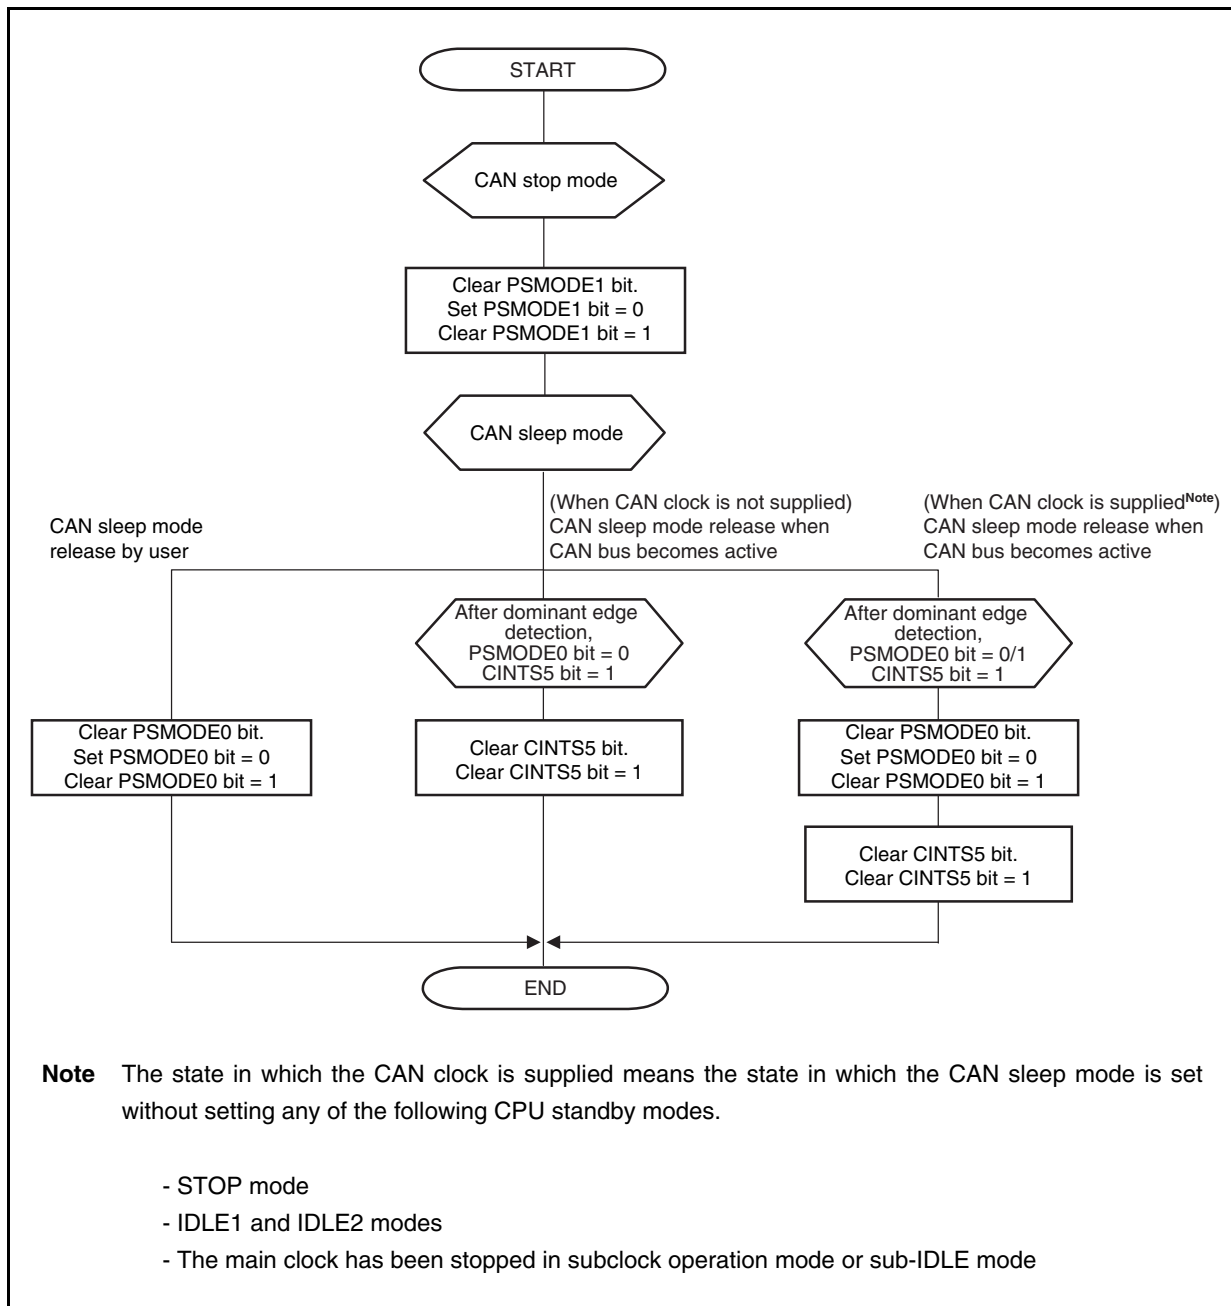 START
CAN stop mode
Clear PSMODE1 bit.
Set PSMODE1 bit = 0
Clear PSMODE1 bit = 1
CAN sleep mode
CAN sleep mode
release by user
(When CAN clock is not supplied)
CAN sleep mode release when
CAN bus becomes active
(When CAN clock is supplied^Note)
CAN sleep mode release when
CAN bus becomes active
After dominant edge
detection,
PSMODE0 bit = 0
CINTS5 bit = 1
After dominant edge
detection,
PSMODE0 bit = 0/1
CINTS5 bit = 1
Clear PSMODE0 bit.
Set PSMODE0 bit = 0
Clear PSMODE0 bit = 1
Clear CINTS5 bit.
Clear CINTS5 bit = 1
Clear PSMODE0 bit.
Set PSMODE0 bit = 0
Clear PSMODE0 bit = 1
Clear CINTS5 bit.
Clear CINTS5 bit = 1
END
Note The state in which the CAN clock is supplied means the state in which the CAN sleep mode is set
without setting any of the following CPU standby modes.
- STOP mode
- IDLE1 and IDLE2 modes
- The main clock has been stopped in subclock operation mode or sub-IDLE mode